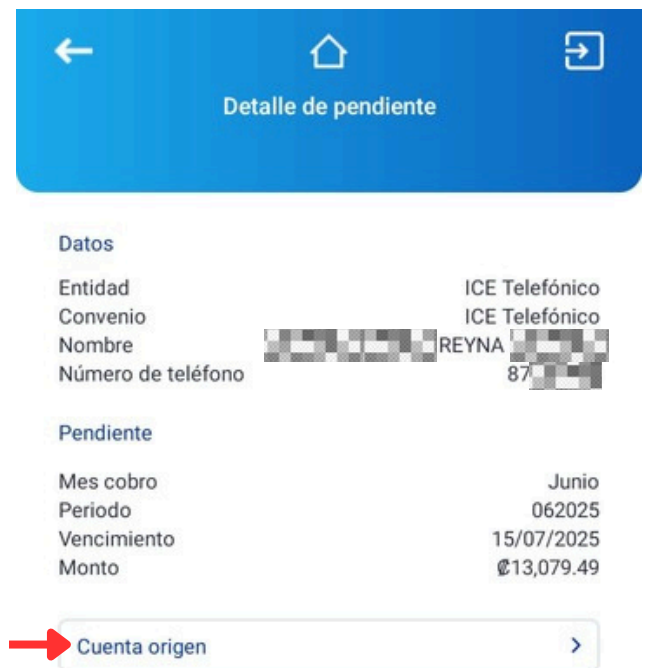 Detalle de pendiente
Datos
Entidad ICE Telefónico
Convenio ICE Telefónico
Nombre REYNA
Número de teléfono 87
Pendiente
Mes cobro Junio
Periodo 062025
Vencimiento 15/07/2025
Monto ₡13,079.49
Cuenta origen